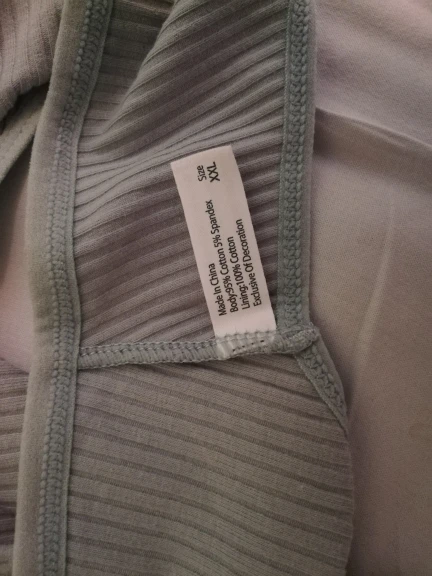 Size
XXL
Made In China
Body:95% Cotton 5% Spandex
Lining:100% Cotton
Exclusive Of Decoration